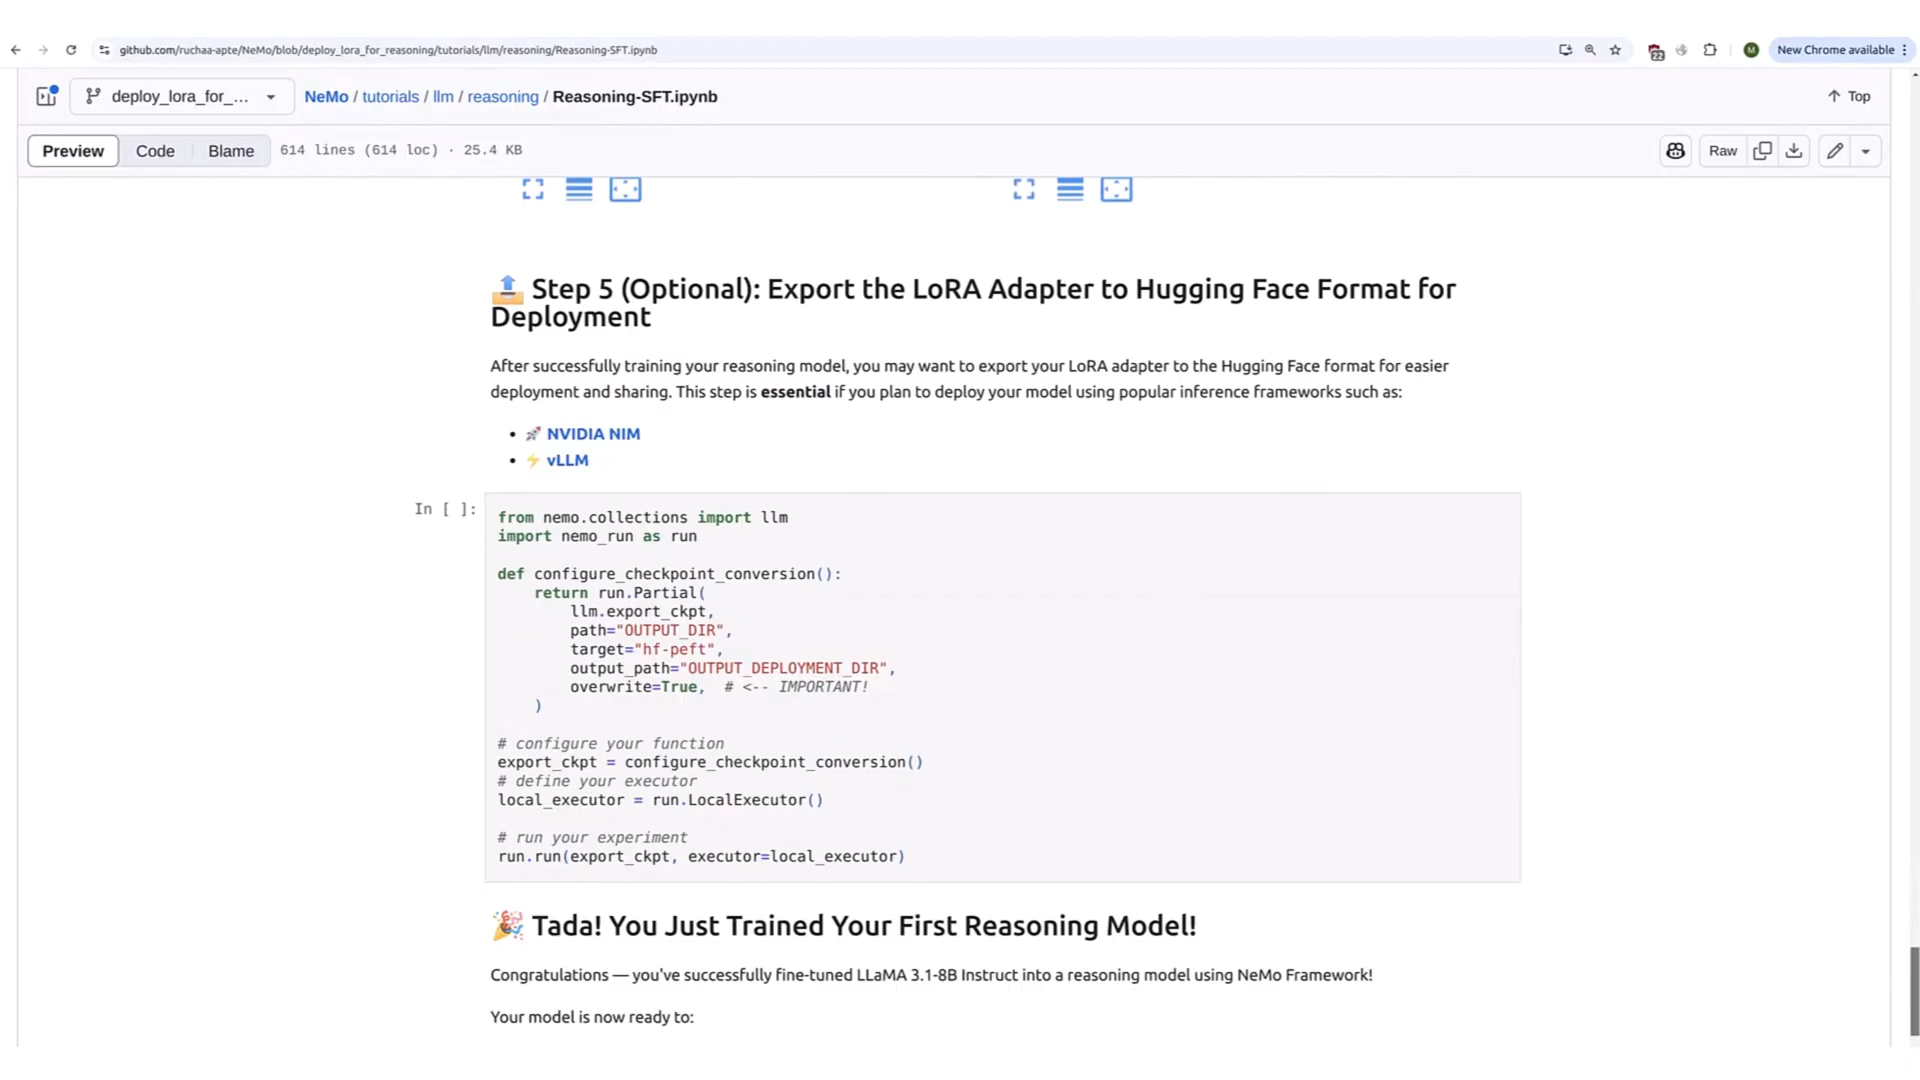 github.com/ruchaa-apte/NeMo/blob/deploy_lora_for_reasoning/tutorials/llm/reasoning/Reasoning-SFT.ipynb
22
M
New Chrome available
deploy_lora_for_...
NeMo / tutorials / llm / reasoning / Reasoning-SFT.ipynb
Top
Preview
Code
Blame
614 lines (614 loc) · 25.4 KB
Raw
Step 5 (Optional): Export the LoRA Adapter to Hugging Face Format for
Deployment
After successfully training your reasoning model, you may want to export your LoRA adapter to the Hugging Face format for easier
deployment and sharing. This step is essential if you plan to deploy your model using popular inference frameworks such as:
• 🚀 NVIDIA NIM
• ⚡ vLLM
In [ ]:
from nemo.collections import llm
import nemo_run as run
def configure_checkpoint_conversion():
    return run.Partial(
        llm.export_ckpt,
        path="OUTPUT_DIR",
        target="hf-peft",
        output_path="OUTPUT_DEPLOYMENT_DIR",
        overwrite=True,  # <-- IMPORTANT!
    )
# configure your function
export_ckpt = configure_checkpoint_conversion()
# define your executor
local_executor = run.LocalExecutor()
# run your experiment
run.run(export_ckpt, executor=local_executor)
🎉 Tada! You Just Trained Your First Reasoning Model!
Congratulations — you've successfully fine-tuned LLaMA 3.1-8B Instruct into a reasoning model using NeMo Framework!
Your model is now ready to: